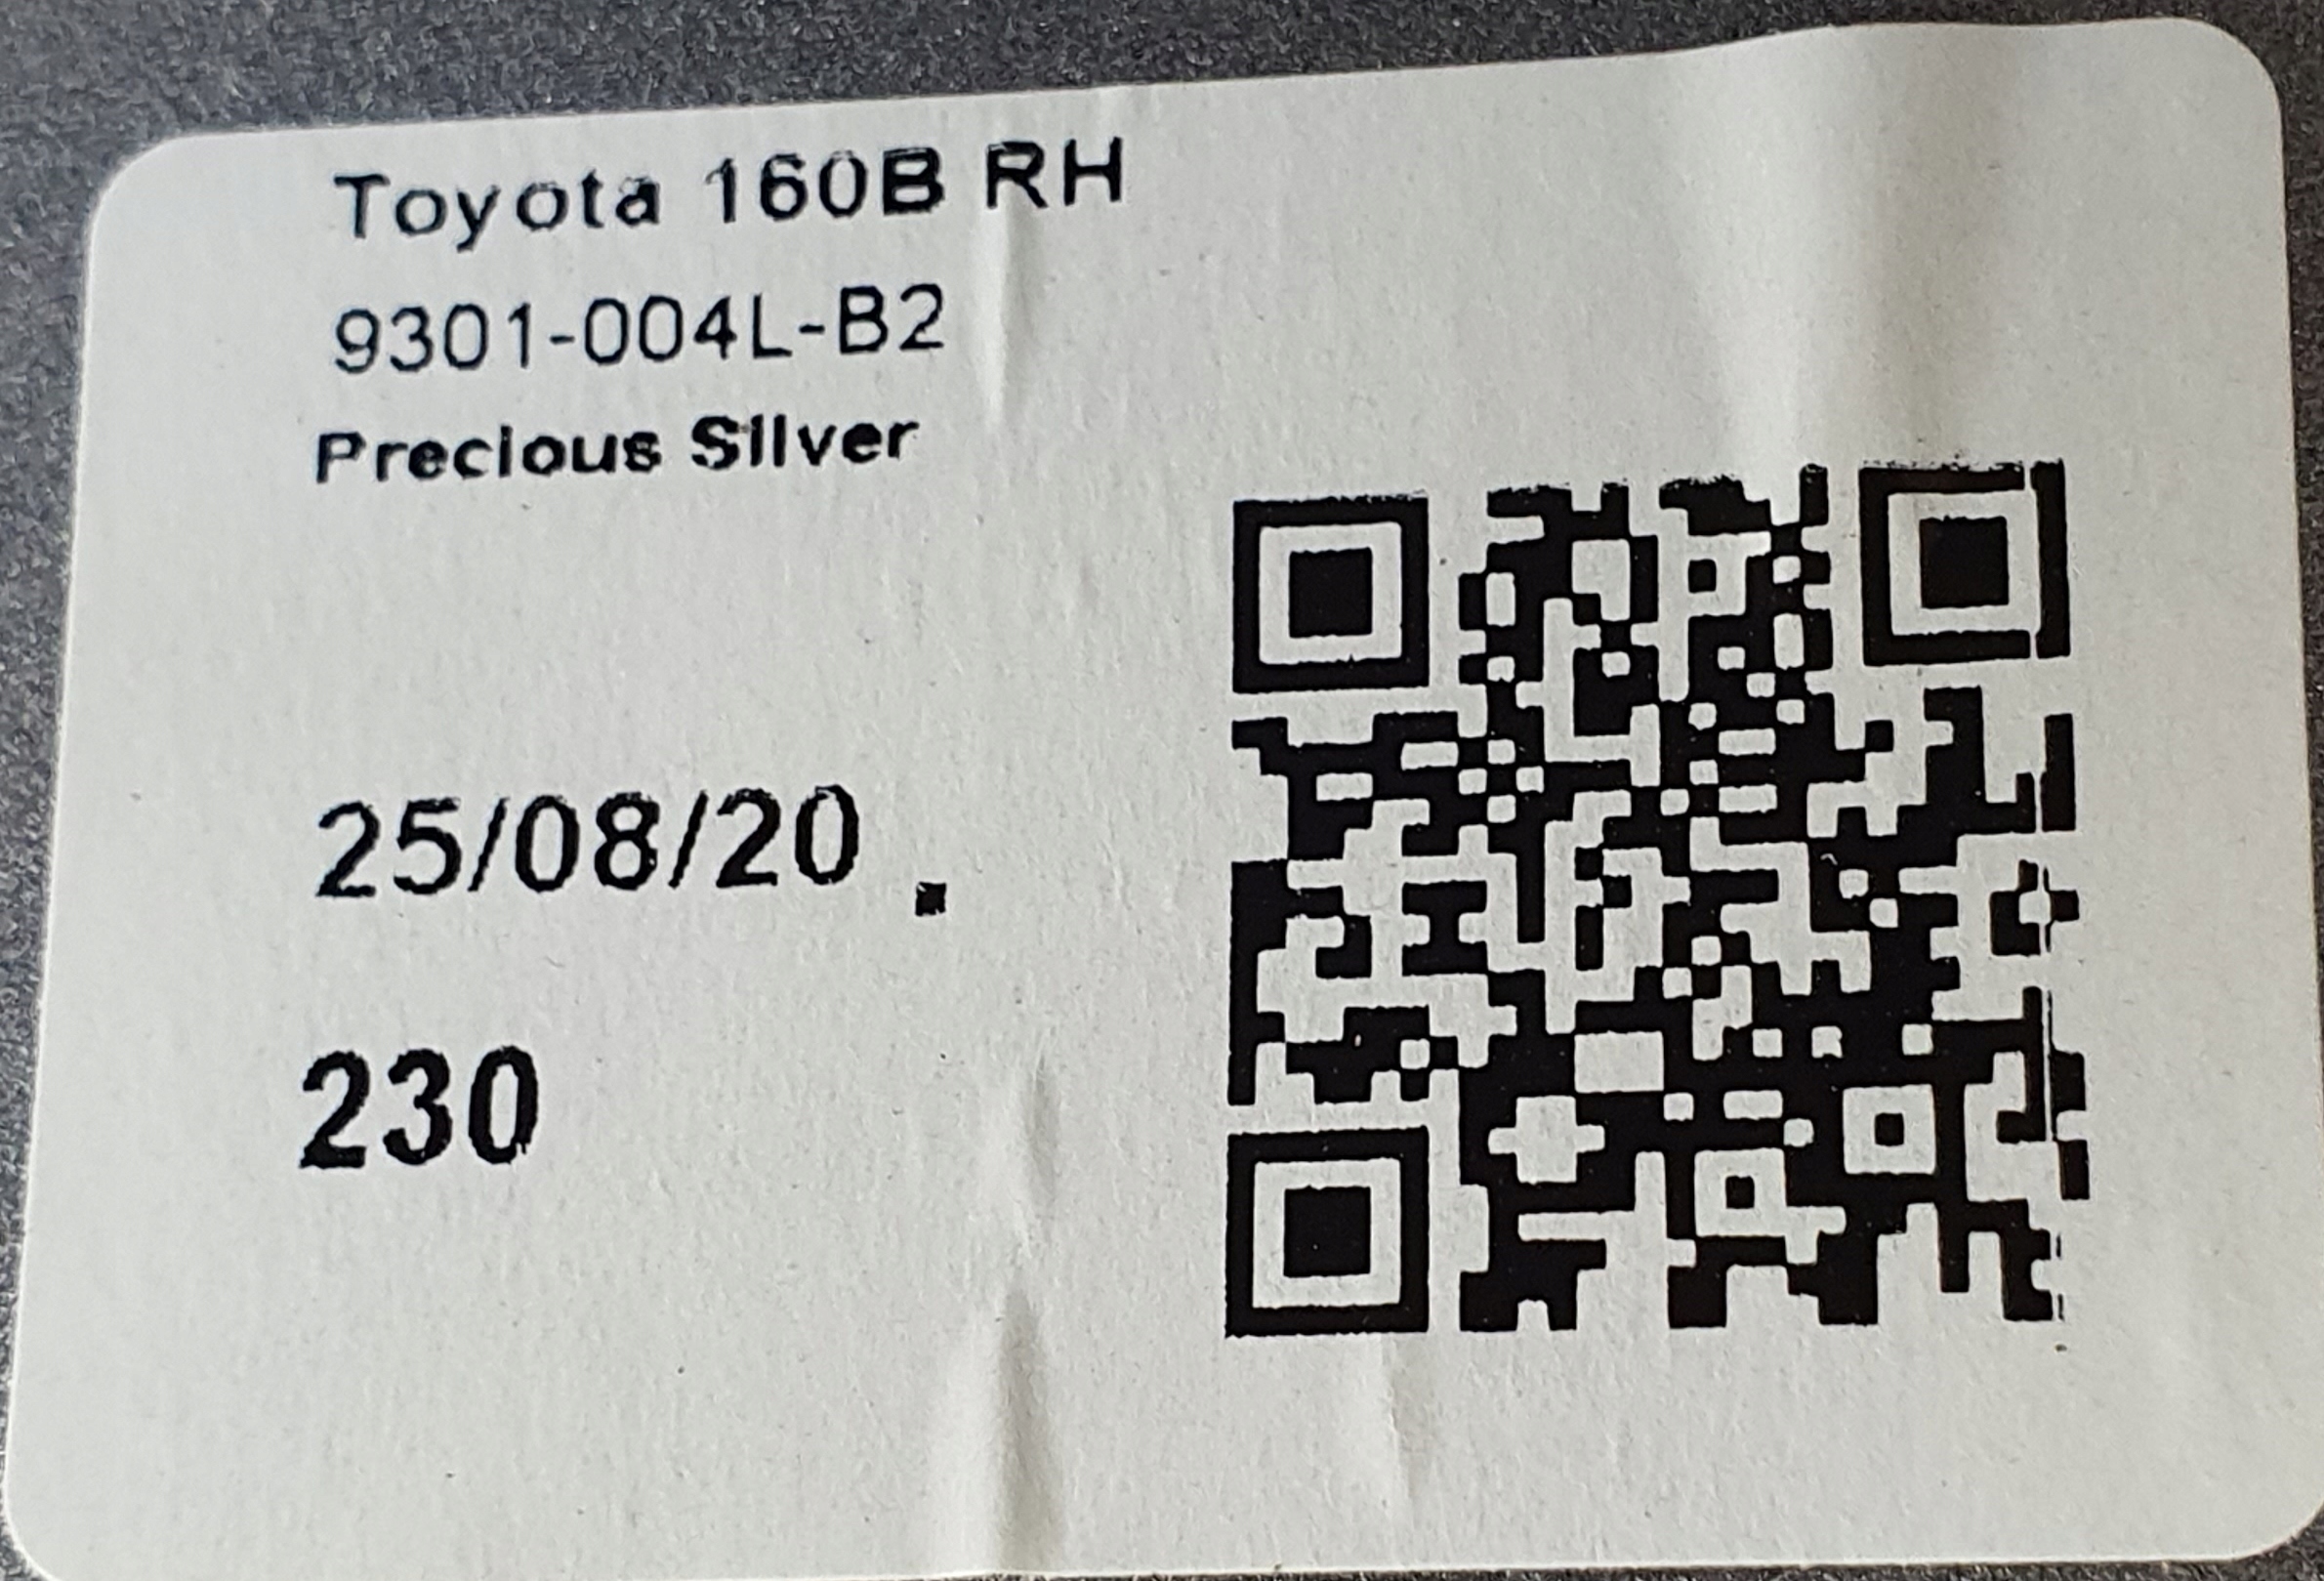 Toyota 160B RH
9301-004L-B2
Precious Silver
25/08/20 .
230